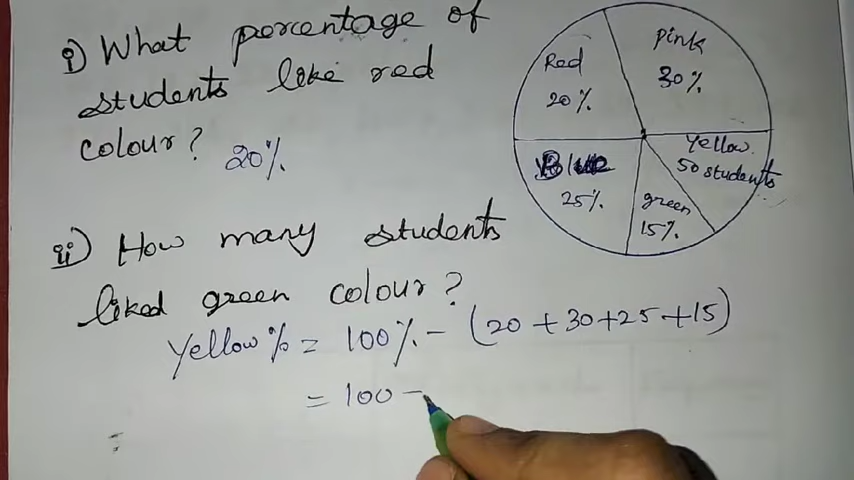 i) What percentage of
students like red
colour? 20%
ii) How many students
liked green colour?
Yellow% = 100% - (20 + 30 + 25 + 15)
= 100 -
Red
20%
Pink
30%
Yellow
50 students
Blue
25%
green
15%